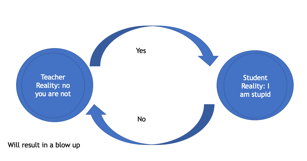 Yes
Teacher
Reality: no
you are not
Student
Reality: I
am stupid
No
Will result in a blow up